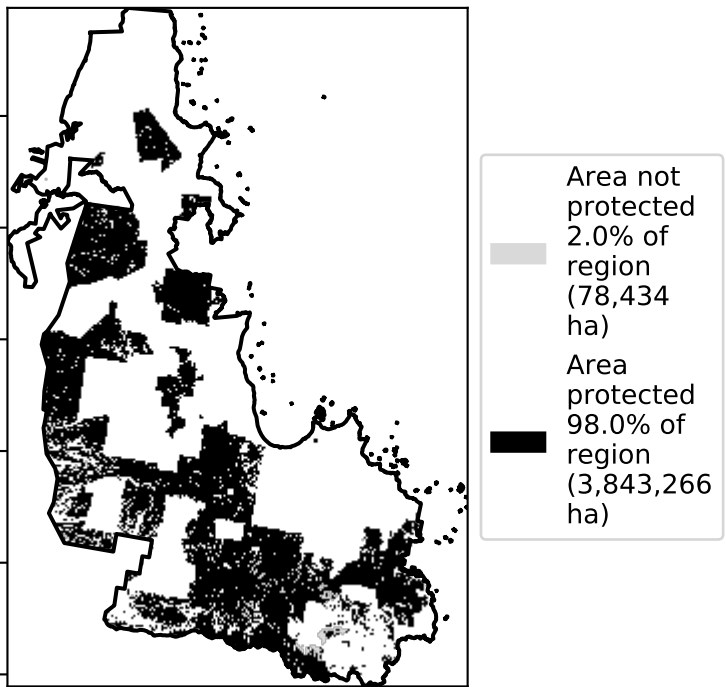 Area not
protected
2.0% of
region
(78,434
ha)
Area
protected
98.0% of
region
(3,843,266
ha)